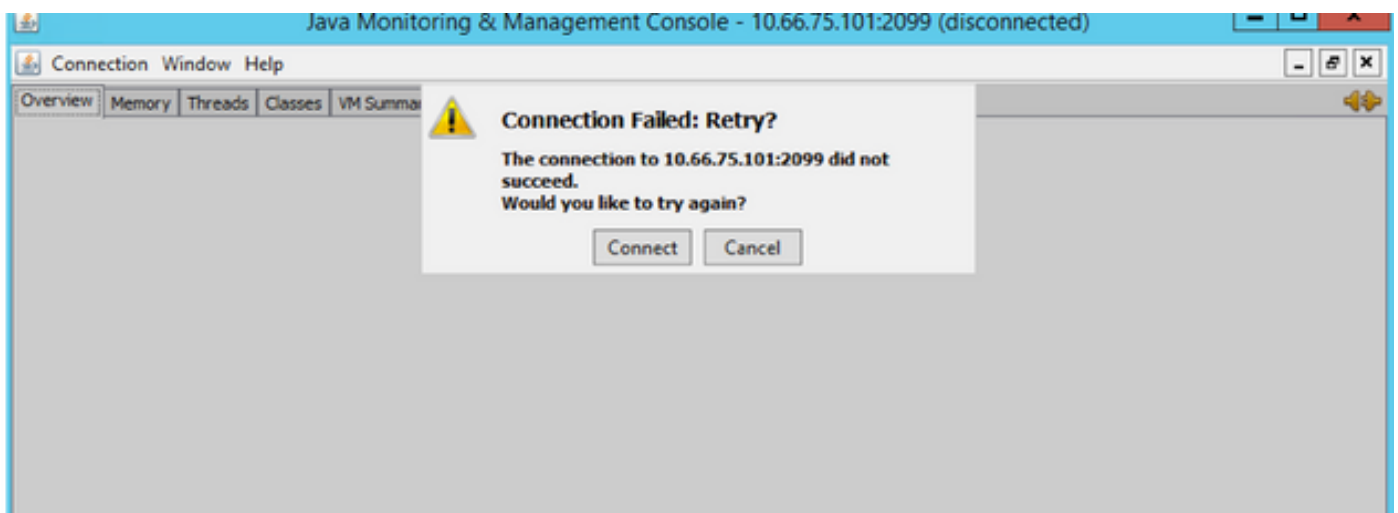 Java Monitoring & Management Console - 10.66.75.101:2099 (disconnected)
Connection Window Help
Overview Memory Threads Classes VM Summar
Connection Failed: Retry?
The connection to 10.66.75.101:2099 did not
succeed.
Would you like to try again?
Connect Cancel